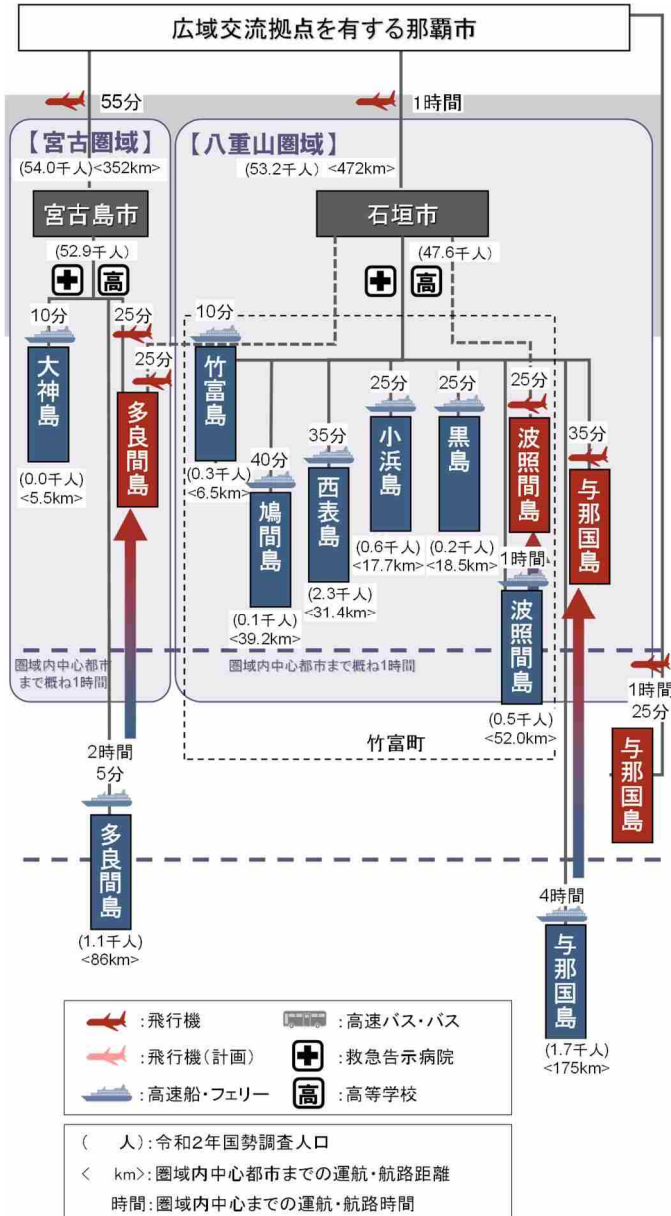 広域交流拠点を有する那覇市
55分
1時間
【宮古圏域】
(54.0千人)<352km>
【八重山圏域】
(53.2千人) <472km>
宮古島市
(52.9千人)
高
石垣市
(47.6千人)
高
10分
大神島
(0.0千人)
<5.5km>
25分
25分
多良間島
10分
竹富島
(0.3千人)
<6.5km>
40分
鳩間島
(0.1千人)
<39.2km>
35分
西表島
(2.3千人)
<31.4km>
25分
小浜島
(0.6千人)
<17.7km>
25分
黒島
(0.2千人)
<18.5km>
25分
波照間島
1時間
波照間島
(0.5千人)
<52.0km>
35分
与那国島
圏域内中心都市
まで概ね1時間
圏域内中心都市まで概ね1時間
竹富町
1時間
25分
与那国島
2時間
5分
多良間島
(1.1千人)
<86km>
4時間
与那国島
(1.7千人)
<175km>
:飛行機
:高速バス・バス
:飛行機(計画)
:救急告示病院
:高速船・フェリー
高
:高等学校
( 人):令和2年国勢調査人口
< km>:圏域内中心都市までの運航・航路距離
時間:圏域内中心までの運航・航路時間